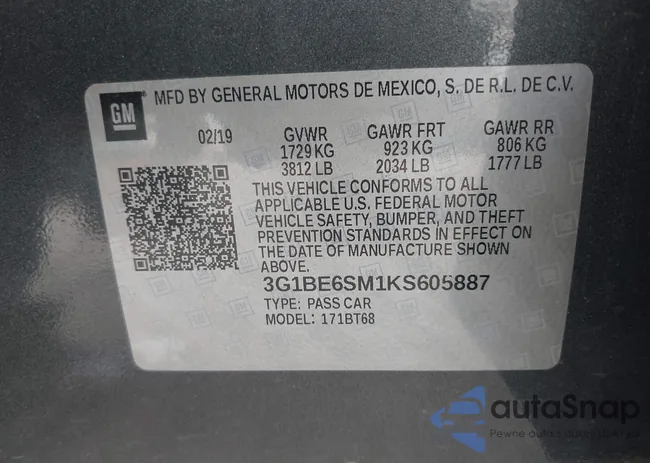 GM
MFD BY GENERAL MOTORS DE MEXICO, S. DE R.L. DE C.V.
02/19 GVWR GAWR FRT GAWR RR
1729 KG 923 KG 806 KG
3812 LB 2034 LB 1777 LB
THIS VEHICLE CONFORMS TO ALL
APPLICABLE U.S. FEDERAL MOTOR
VEHICLE SAFETY, BUMPER, AND THEFT
PREVENTION STANDARDS IN EFFECT ON
THE DATE OF MANUFACTURE SHOWN
ABOVE.
3G1BE6SM1KS605887
TYPE: PASS CAR
MODEL: 171BT68
autaSnap
Pewne auta